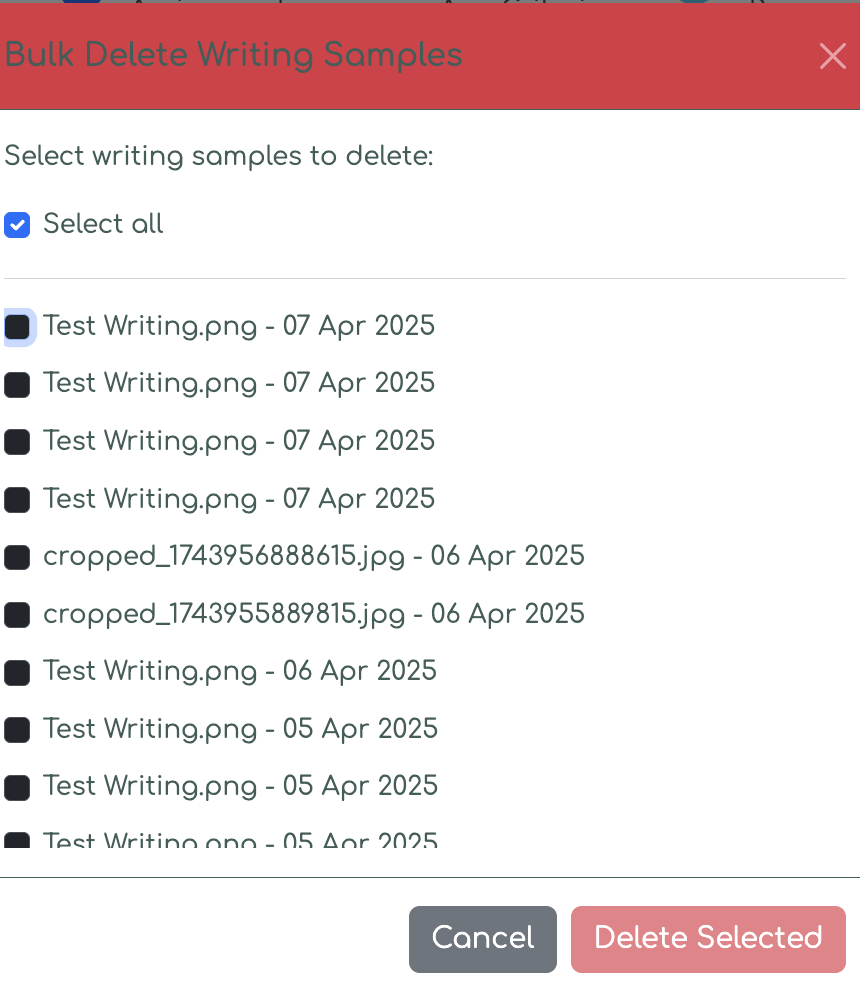 Bulk Delete Writing Samples
Select writing samples to delete:
Select all
Test Writing.png - 07 Apr 2025
Test Writing.png - 07 Apr 2025
Test Writing.png - 07 Apr 2025
Test Writing.png - 07 Apr 2025
cropped_1743956888615.jpg - 06 Apr 2025
cropped_1743955889815.jpg - 06 Apr 2025
Test Writing.png - 06 Apr 2025
Test Writing.png - 05 Apr 2025
Test Writing.png - 05 Apr 2025
Test Writing.png - 05 Apr 2025
Cancel Delete Selected